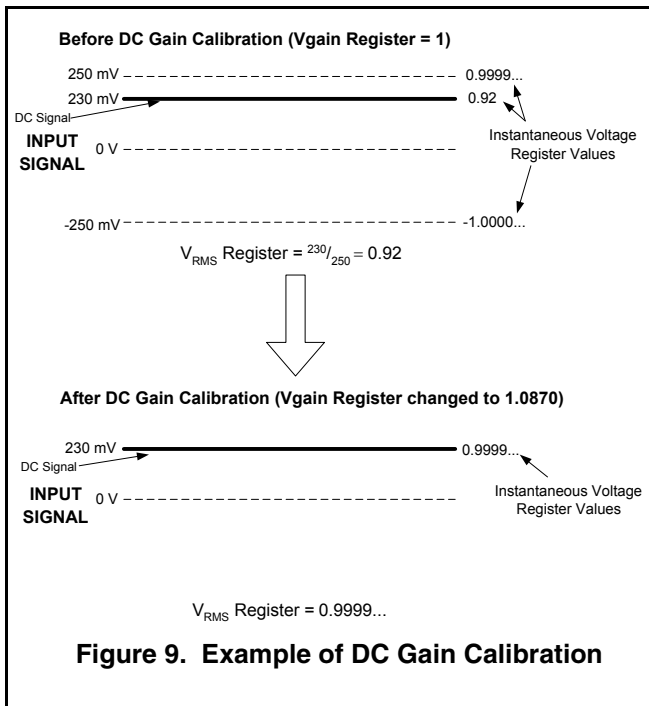 Before DC Gain Calibration (Vgain Register = 1)
250 mV 0.9999...
230 mV 0.92
DC Signal
INPUT SIGNAL
0 V
Instantaneous Voltage
Register Values
-250 mV -1.0000...
VRMS Register = 230/250 = 0.92
After DC Gain Calibration (Vgain Register changed to 1.0870)
230 mV 0.9999...
DC Signal
INPUT SIGNAL
0 V
Instantaneous Voltage
Register Values
VRMS Register = 0.9999...
Figure 9. Example of DC Gain Calibration